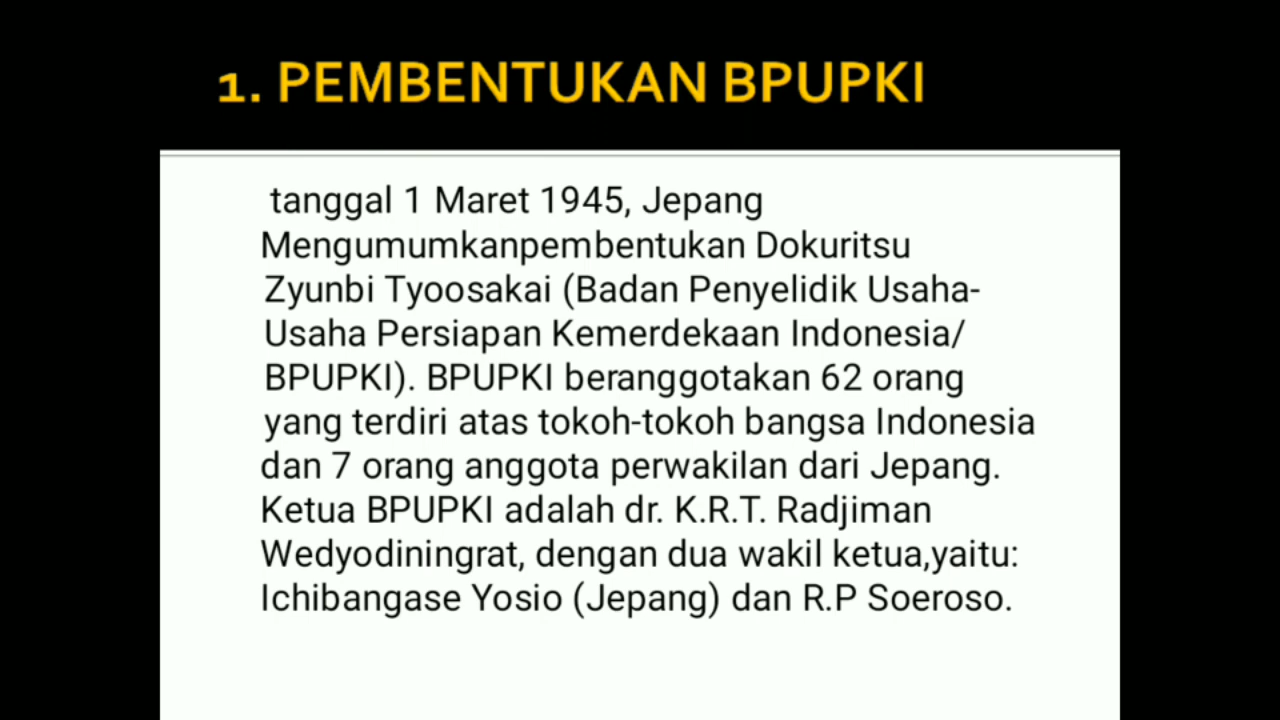 1. PEMBENTUKAN BPUPKI
tanggal 1 Maret 1945, Jepang
Mengumumkanpembentukan Dokuritsu
Zyunbi Tyoosakai (Badan Penyelidik Usaha-
Usaha Persiapan Kemerdekaan Indonesia/
BPUPKI). BPUPKI beranggotakan 62 orang
yang terdiri atas tokoh-tokoh bangsa Indonesia
dan 7 orang anggota perwakilan dari Jepang.
Ketua BPUPKI adalah dr. K.R.T. Radjiman
Wedyodiningrat, dengan dua wakil ketua,yaitu:
Ichibangase Yosio (Jepang) dan R.P Soeroso.